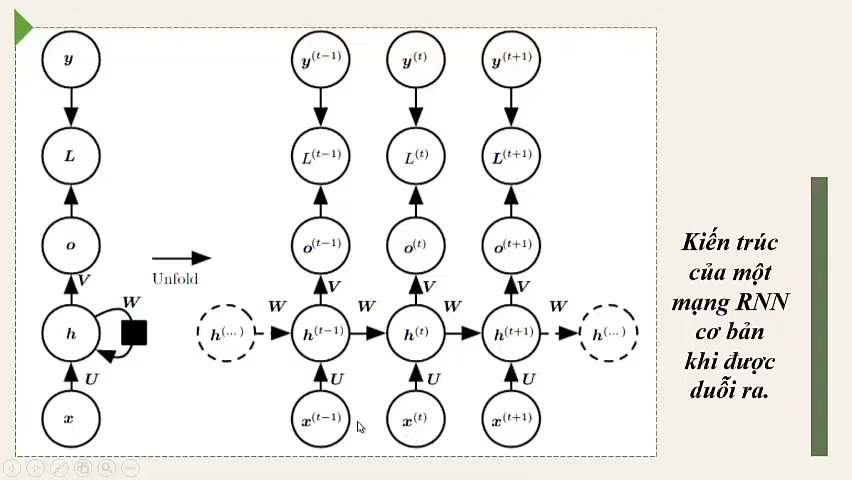 y y^(t−1) y^(t) y^(t+1)
L L^(t−1) L^(t) L^(t+1)
o o^(t−1) o^(t) o^(t+1)
Unfold
V V V V
W W W W W
h h^(...) h^(t−1) h^(t) h^(t+1) h^(...)
U U U U
x x^(t−1) x^(t) x^(t+1)
Kiến trúc
của một
mạng RNN
cơ bản
khi được
duỗi ra.